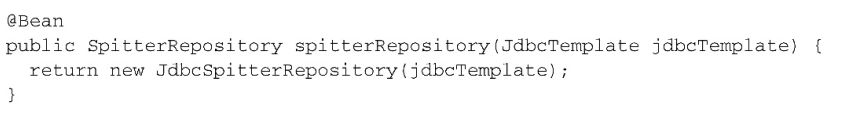 @Bean
public SpitterRepository spitterRepository(JdbcTemplate jdbcTemplate) {
  return new JdbcSpitterRepository(jdbcTemplate);
}